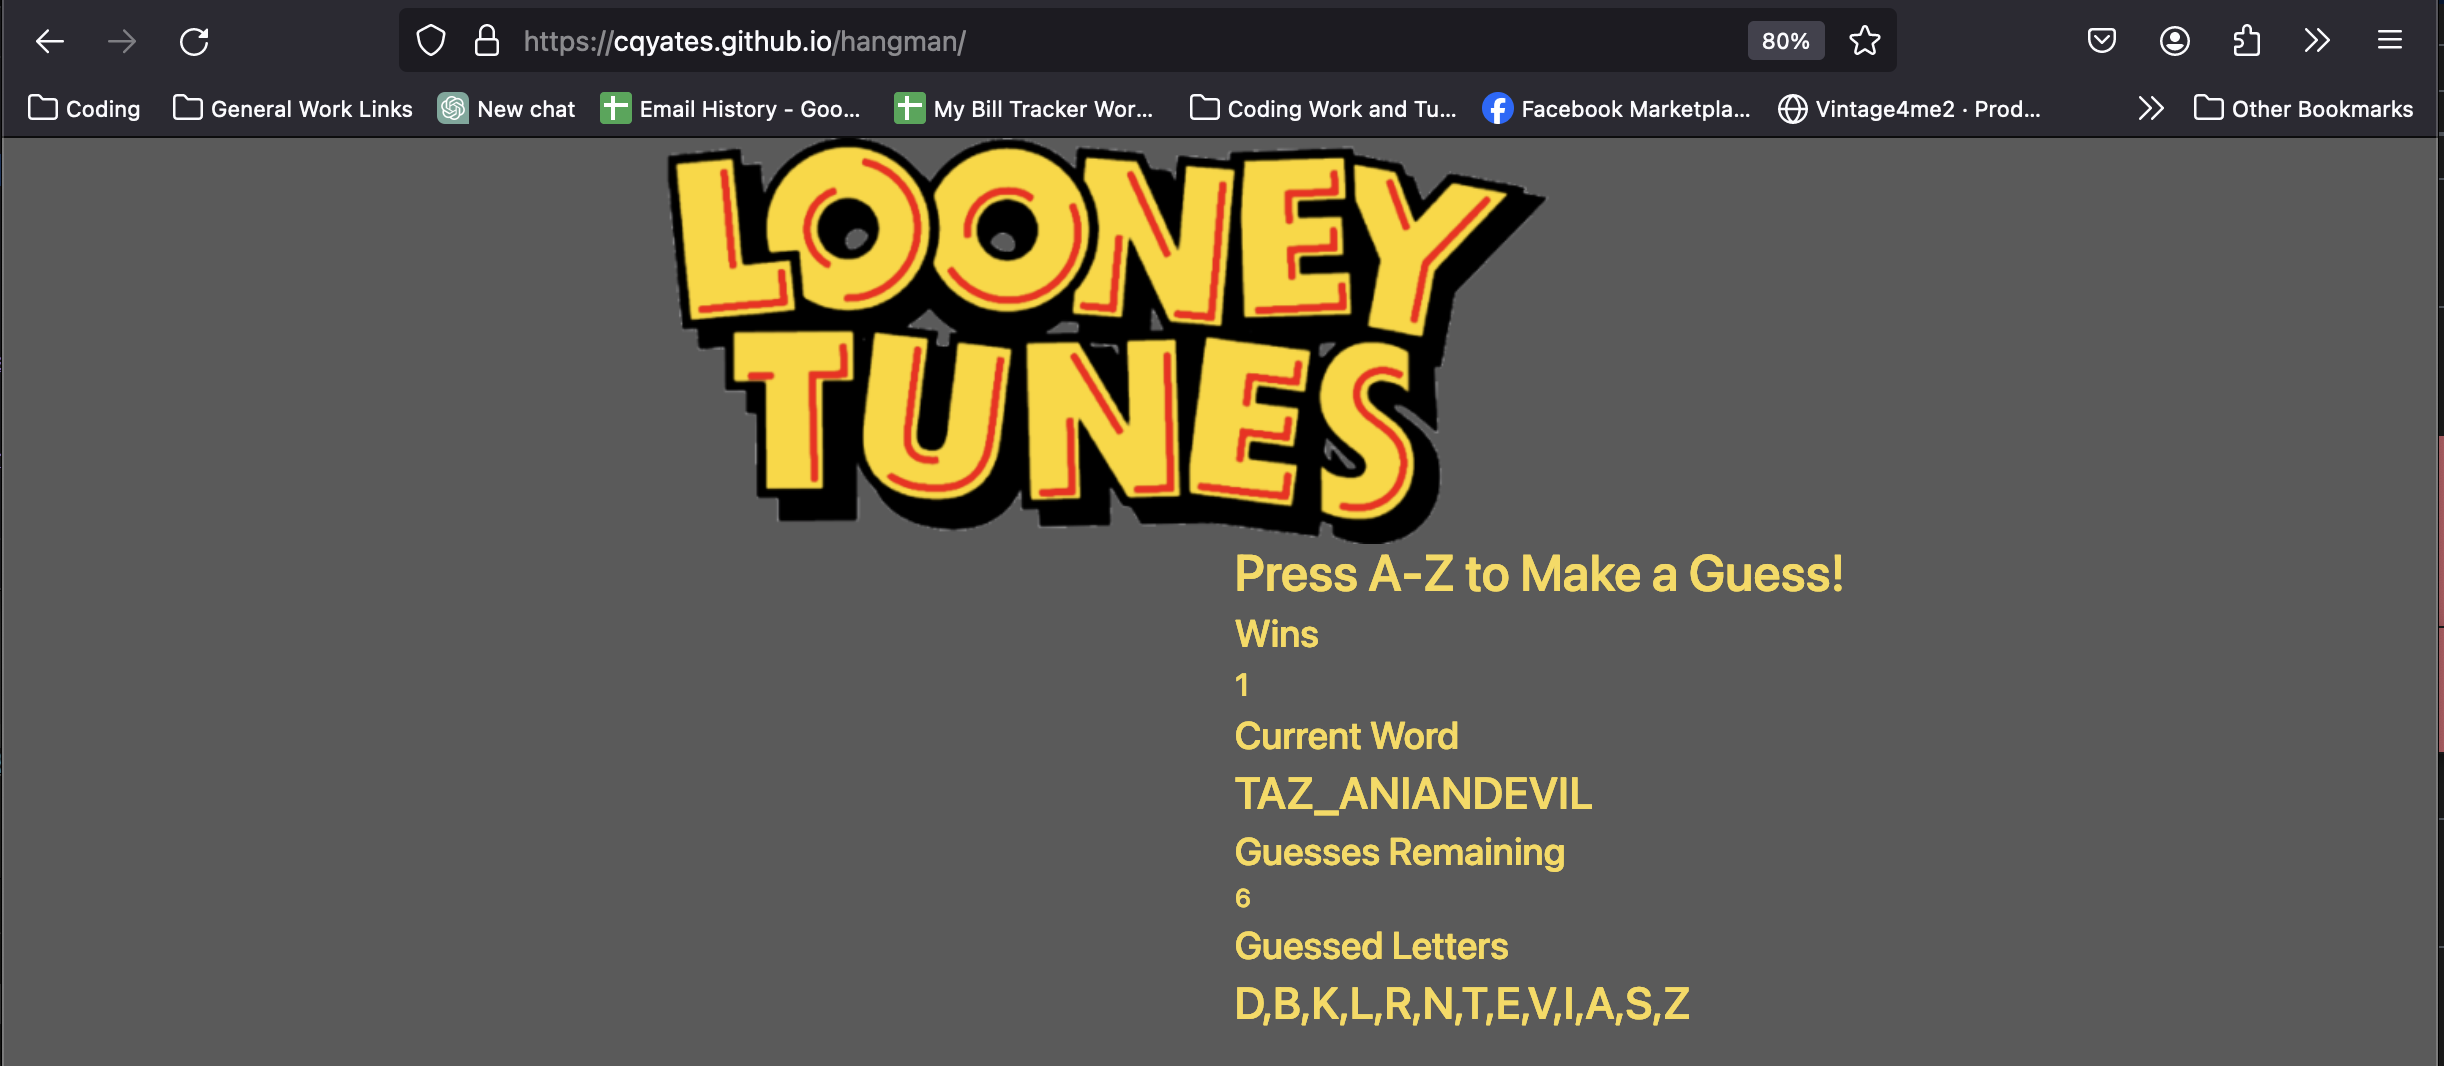 https://cqyates.github.io/hangman/ 80%
Coding General Work Links New chat Email History - Goo... My Bill Tracker Wor... Coding Work and Tu... Facebook Marketpla... Vintage4me2 · Prod... Other Bookmarks
LOONEY
TUNES
Press A-Z to Make a Guess!
Wins
1
Current Word
TAZ_ANIANDEVIL
Guesses Remaining
6
Guessed Letters
D,B,K,L,R,N,T,E,V,I,A,S,Z